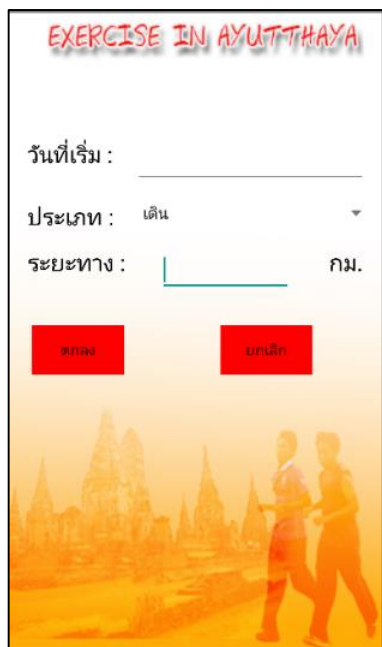 EXERCISE IN AYUTTHAYA
วันที่เริ่ม :
ประเภท : เดิน
ระยะทาง : กม.
ตกลง ยกเลิก